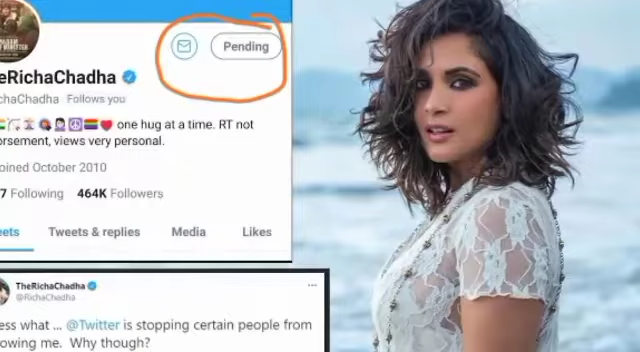 Pending
eRichaChadha
chaChadha Follows you
one hug at a time. RT not
orsement, views very personal.
oined October 2010
7 Following 464K Followers
eets Tweets & replies Media Likes
TheRichaChadha
@RichaChadha
ess what ... @Twitter is stopping certain people from
owing me. Why though?